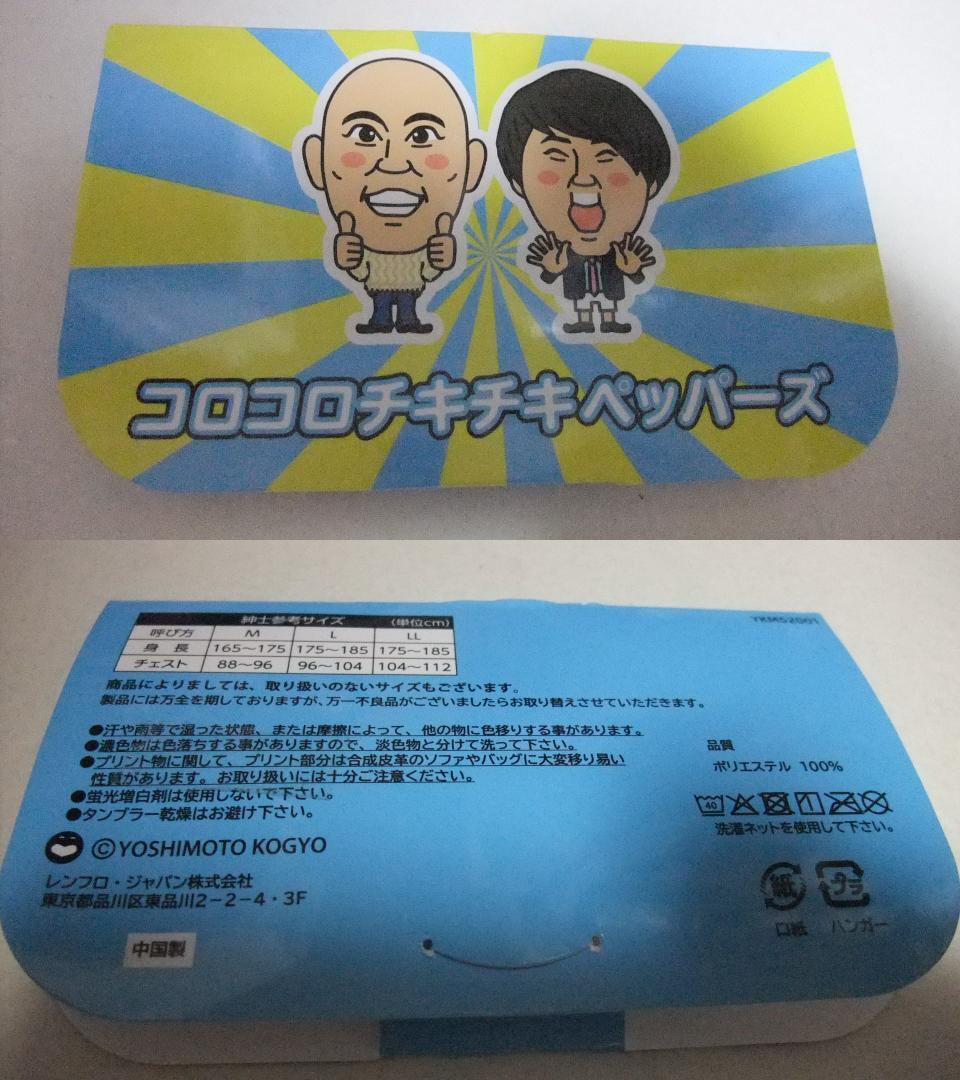 コロコロチキチキペッパーズ
紳士参考サイズ (単位cm)
呼び方 M L LL
身長 165～175 175～185 175～185
チェスト 88～96 96～104 104～112
商品によりましては、取り扱いのないサイズもございます。
製品には万全を期しておりますが、万一不良品がございましたらお取り替えさせていただきます。
●汗や雨等で湿った状態、または摩擦によって、他の物に色移りする事があります。
●濃色物は色落ちする事がありますので、淡色物と分けて洗って下さい。
●プリント物に関して、プリント部分は合成皮革のソファやバッグに大変移り易い
性質があります。お取り扱いには十分ご注意ください。
●蛍光増白剤は使用しないで下さい。
●タンブラー乾燥はお避け下さい。
©YOSHIMOTO KOGYO
レンフロ・ジャパン株式会社
東京都品川区東品川2－2－4・3F
中国製
YKMS2001
品質
ポリエステル 100%
40
洗濯ネットを使用して下さい。
紙 プラ
口紙 ハンガー